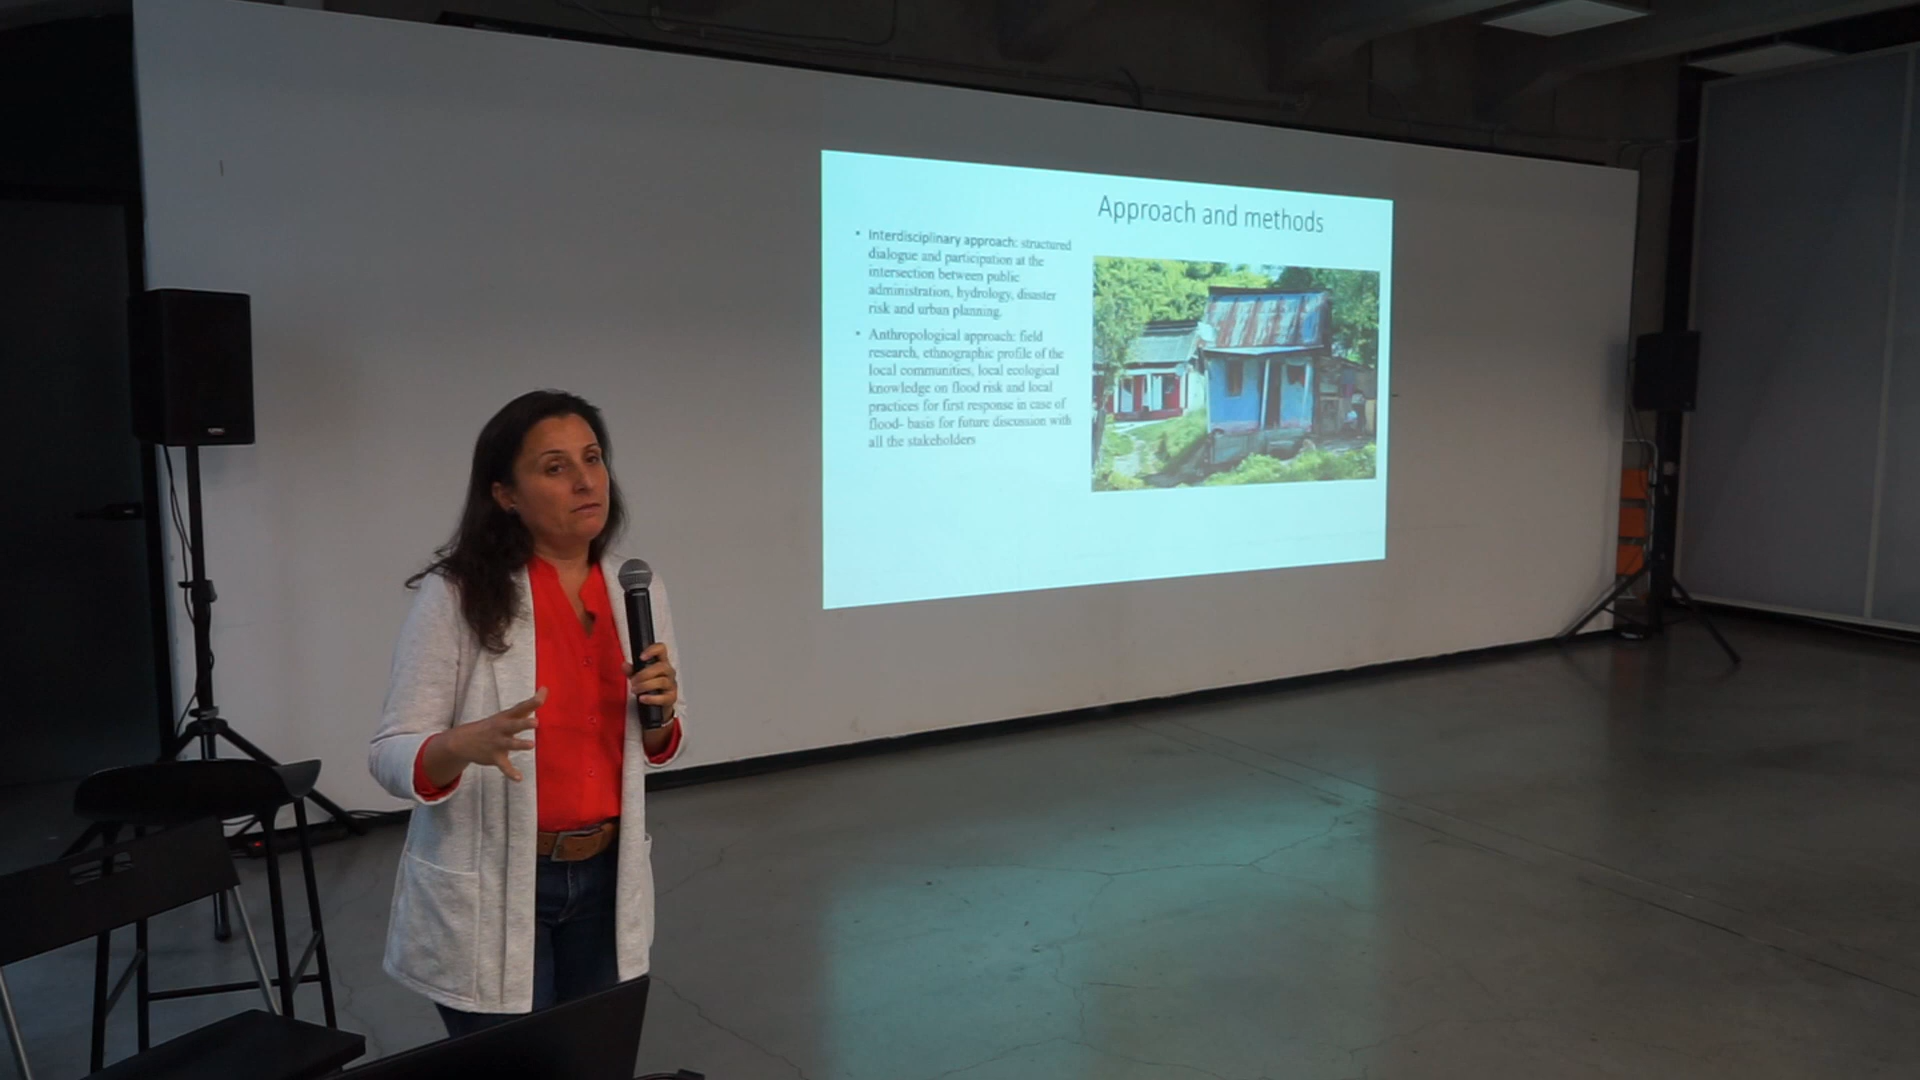 Approach and methods
• Interdisciplinary approach: structured
dialogue and participation at the
intersection between public
administration, hydrology, disaster
risk and urban planning.
• Anthropological approach: field
research, ethnographic profile of the
local communities, local ecological
knowledge on flood risk and local
practices for first response in case of
flood- basis for future discussion with
all the stakeholders